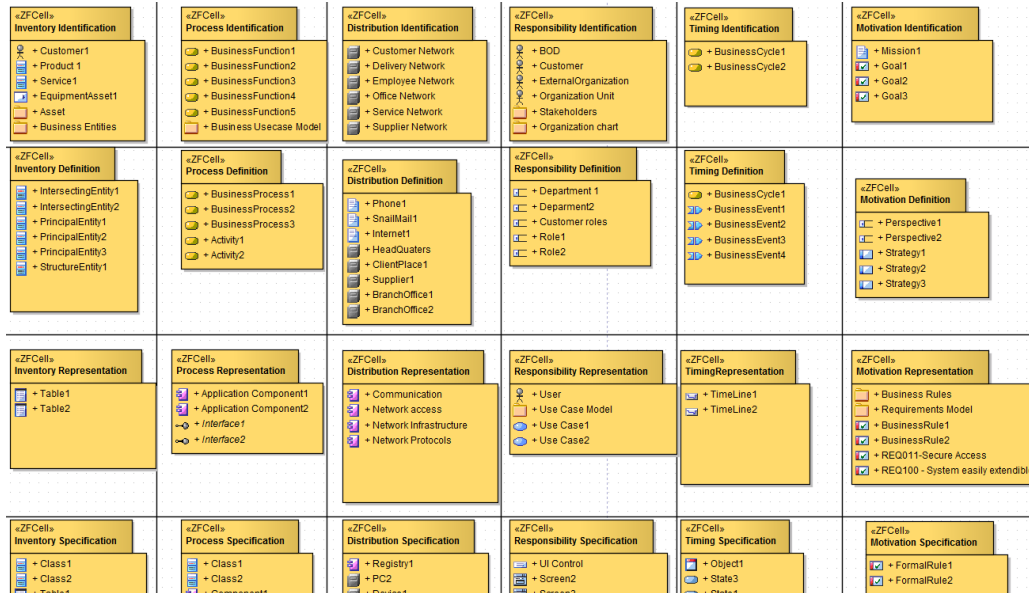 «ZFCell»
Inventory Identification
+ Customer1
+ Product 1
+ Service1
+ EquipmentAsset1
+ Asset
+ Business Entities
«ZFCell»
Process Identification
+ BusinessFunction1
+ BusinessFunction2
+ BusinessFunction3
+ BusinessFunction4
+ BusinessFunction5
+ Business Usecase Model
«ZFCell»
Distribution Identification
+ Customer Network
+ Delivery Network
+ Employee Network
+ Office Network
+ Service Network
+ Supplier Network
«ZFCell»
Responsibility Identification
+ BOD
+ Customer
+ ExternalOrganization
+ Organization Unit
+ Stakeholders
+ Organization chart
«ZFCell»
Timing Identification
+ BusinessCycle1
+ BusinessCycle2
«ZFCell»
Motivation Identification
+ Mission1
+ Goal1
+ Goal2
+ Goal3
«ZFCell»
Inventory Definition
+ IntersectingEntity1
+ IntersectingEntity2
+ PrincipalEntity1
+ PrincipalEntity2
+ PrincipalEntity3
+ StructureEntity1
«ZFCell»
Process Definition
+ BusinessProcess1
+ BusinessProcess2
+ BusinessProcess3
+ Activity1
+ Activity2
«ZFCell»
Distribution Definition
+ Phone1
+ SnailMail1
+ Internet1
+ HeadQuaters
+ ClientPlace1
+ Supplier1
+ BranchOffice1
+ BranchOffice2
«ZFCell»
Responsibility Definition
+ Department 1
+ Deparment2
+ Customer roles
+ Role1
+ Role2
«ZFCell»
Timing Definition
+ BusinessCycle1
+ BusinessEvent1
+ BusinessEvent2
+ BusinessEvent3
+ BusinessEvent4
«ZFCell»
Motivation Definition
+ Perspective1
+ Perspective2
+ Strategy1
+ Strategy2
+ Strategy3
«ZFCell»
Inventory Representation
+ Table1
+ Table2
«ZFCell»
Process Representation
+ Application Component1
+ Application Component2
+ Interface1
+ Interface2
«ZFCell»
Distribution Representation
+ Communication
+ Network access
+ Network Infrastructure
+ Network Protocols
«ZFCell»
Responsibility Representation
+ User
+ Use Case Model
+ Use Case1
+ Use Case2
«ZFCell»
TimingRepresentation
+ TimeLine1
+ TimeLine2
«ZFCell»
Motivation Representation
+ Business Rules
+ Requirements Model
+ BusinessRule1
+ BusinessRule2
+ REQ011-Secure Access
+ REQ100 - System easily extendible
«ZFCell»
Inventory Specification
+ Class1
+ Class2
+ Table1
«ZFCell»
Process Specification
+ Class1
+ Class2
+ Component1
«ZFCell»
Distribution Specification
+ Registry1
+ PC2
+ Device1
«ZFCell»
Responsibility Specification
+ UI Control
+ Screen2
+ Screen3
«ZFCell»
Timing Specification
+ Object1
+ State3
+ State1
«ZFCell»
Motivation Specification
+ FormalRule1
+ FormalRule2